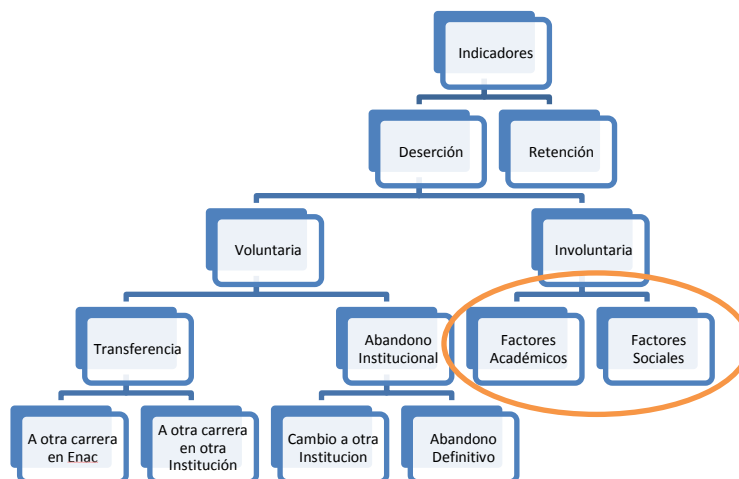 Indicadores
Deserción
Retención
Voluntaria
Involuntaria
Transferencia
Abandono
Institucional
Factores
Académicos
Factores
Sociales
A otra carrera
en Enac
A otra carrera
en otra
Institución
Cambio a otra
Institucion
Abandono
Definitivo